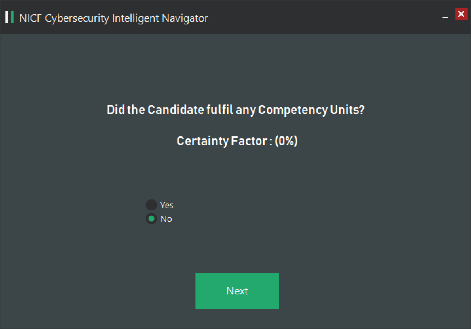 NICF Cybersecurity Intelligent Navigator
Did the Candidate fulfil any Competency Units?
Certainty Factor : (0%)
Yes
No
Next